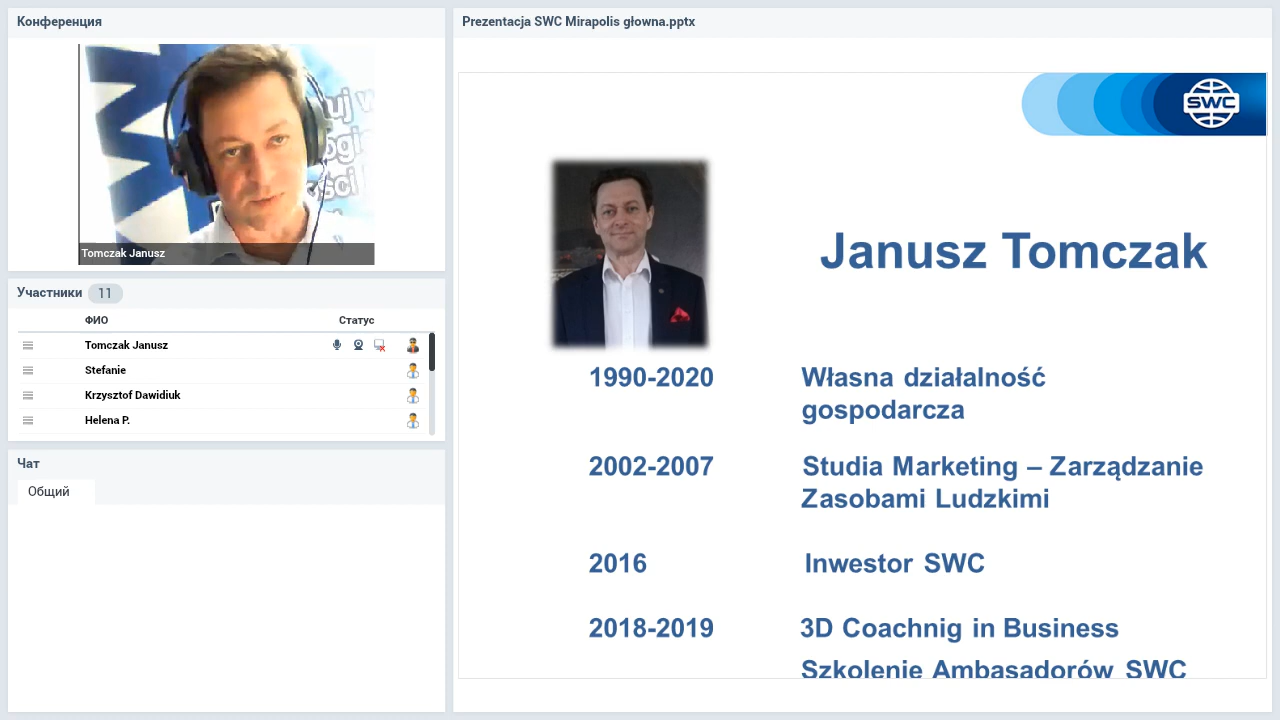 Конференция
Tomczak Janusz
Участники 11
ФИО Статус
Tomczak Janusz
Stefanie
Krzysztof Dawidiuk
Helena P.
Чат
Общий
Prezentacja SWC Mirapolis głowna.pptx
SWC
Janusz Tomczak
1990-2020 Własna działalność
gospodarcza
2002-2007 Studia Marketing – Zarządzanie
Zasobami Ludzkimi
2016 Inwestor SWC
2018-2019 3D Coachnig in Business
Szkolenie Ambasadorów SWC